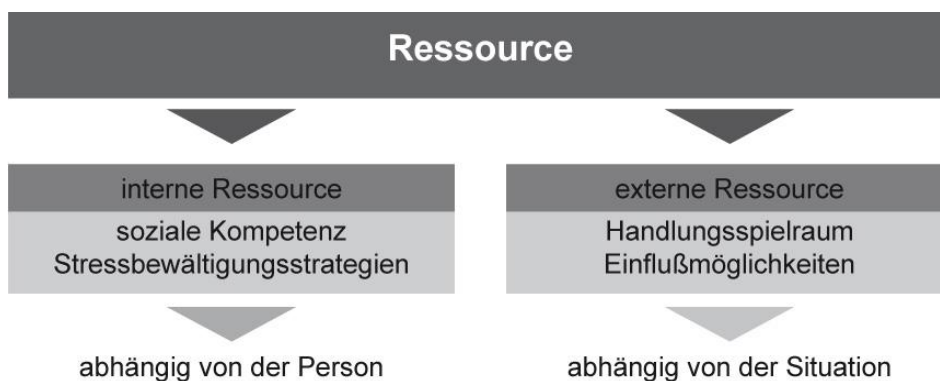 Ressource
interne Ressource
soziale Kompetenz
Stressbewältigungsstrategien
abhängig von der Person
externe Ressource
Handlungsspielraum
Einflußmöglichkeiten
abhängig von der Situation